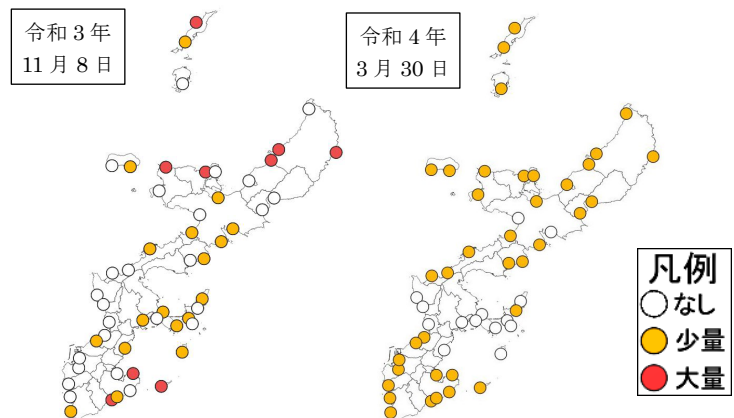 令和3年
11月8日
令和4年
3月30日
凡例
なし
少量
大量